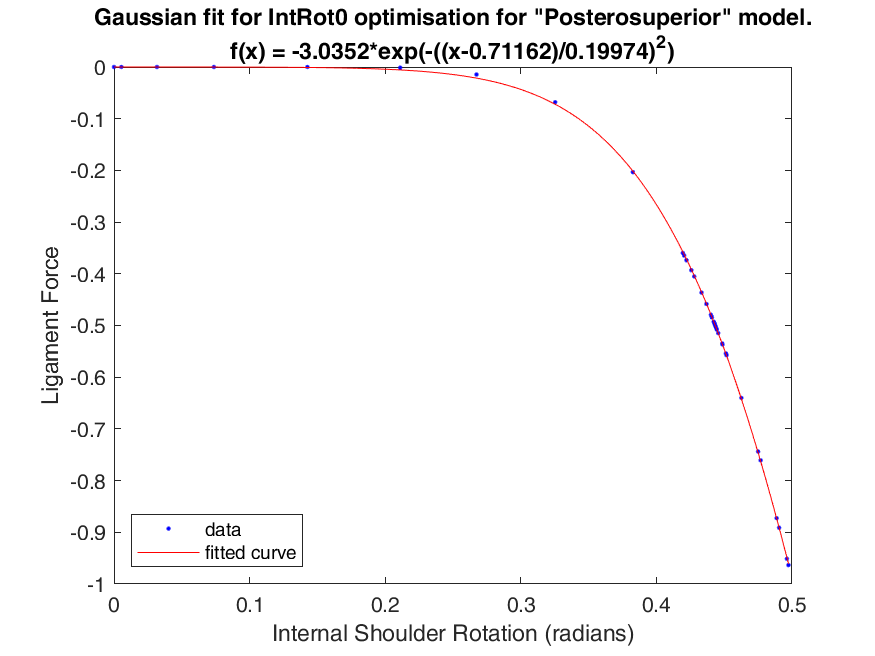 Gaussian fit for IntRot0 optimisation for "Posterosuperior" model.
f(x) = -3.0352*exp(-((x-0.71162)/0.19974)²)
0
-0.1
-0.2
-0.3
-0.4
-0.5
-0.6
-0.7
-0.8
-0.9
-1
Ligament Force
data
fitted curve
0 0.1 0.2 0.3 0.4 0.5
Internal Shoulder Rotation (radians)